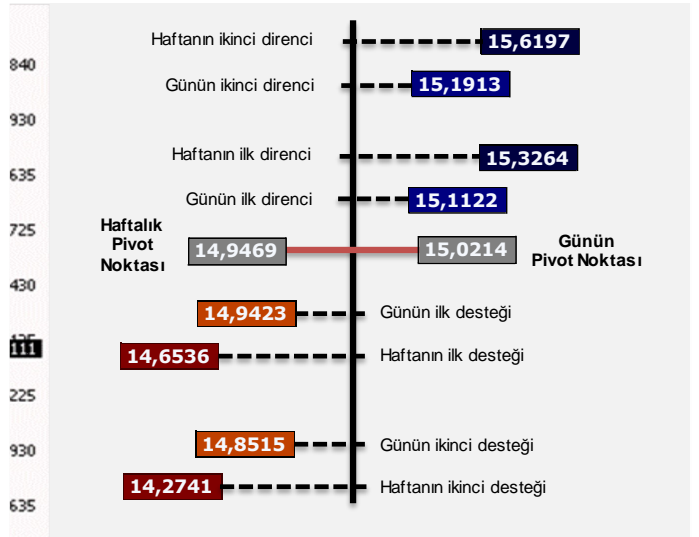 Haftanın ikinci direnci
15,6197
840
Günün ikinci direnci
15,1913
930
Haftanın ilk direnci
15,3264
635
Günün ilk direnci
15,1122
725
Haftalık
Pivot
Noktası
14,9469
15,0214
Günün
Pivot Noktası
430
14,9423
Günün ilk desteği
111
14,6536
Haftanın ilk desteği
225
14,8515
Günün ikinci desteği
930
14,2741
Haftanın ikinci desteği
635